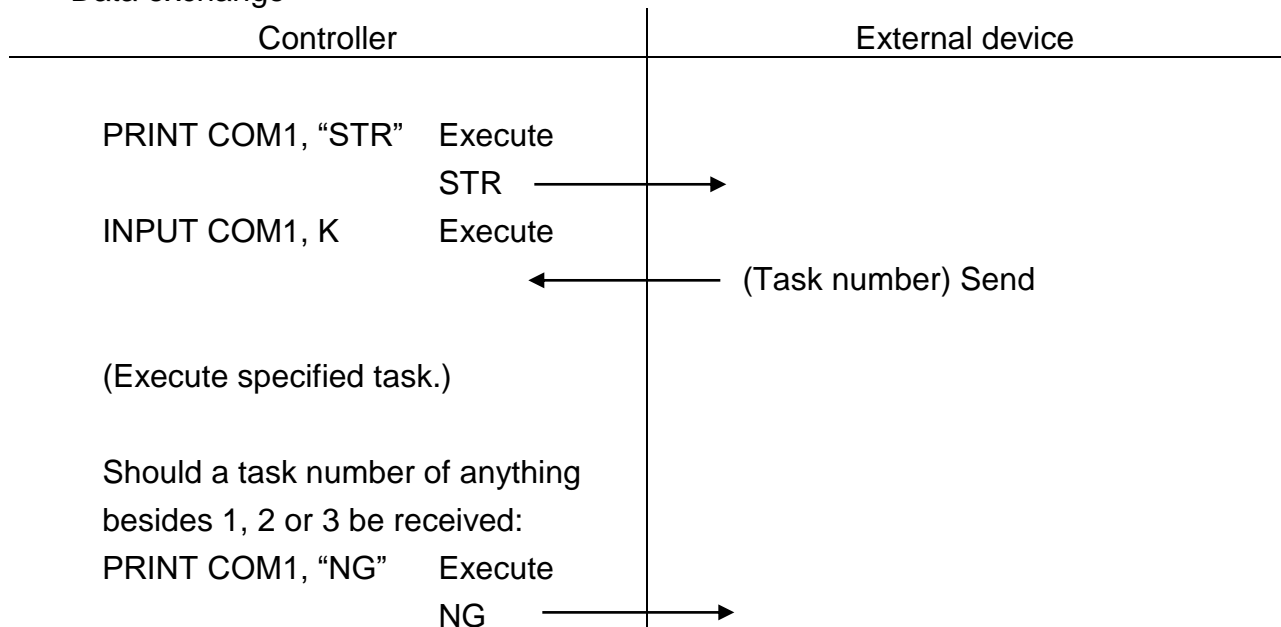 Data exchange
Controller External device
PRINT COM1, “STR” Execute
STR
INPUT COM1, K Execute
(Task number) Send
(Execute specified task.)
Should a task number of anything
besides 1, 2 or 3 be received:
PRINT COM1, “NG” Execute
NG